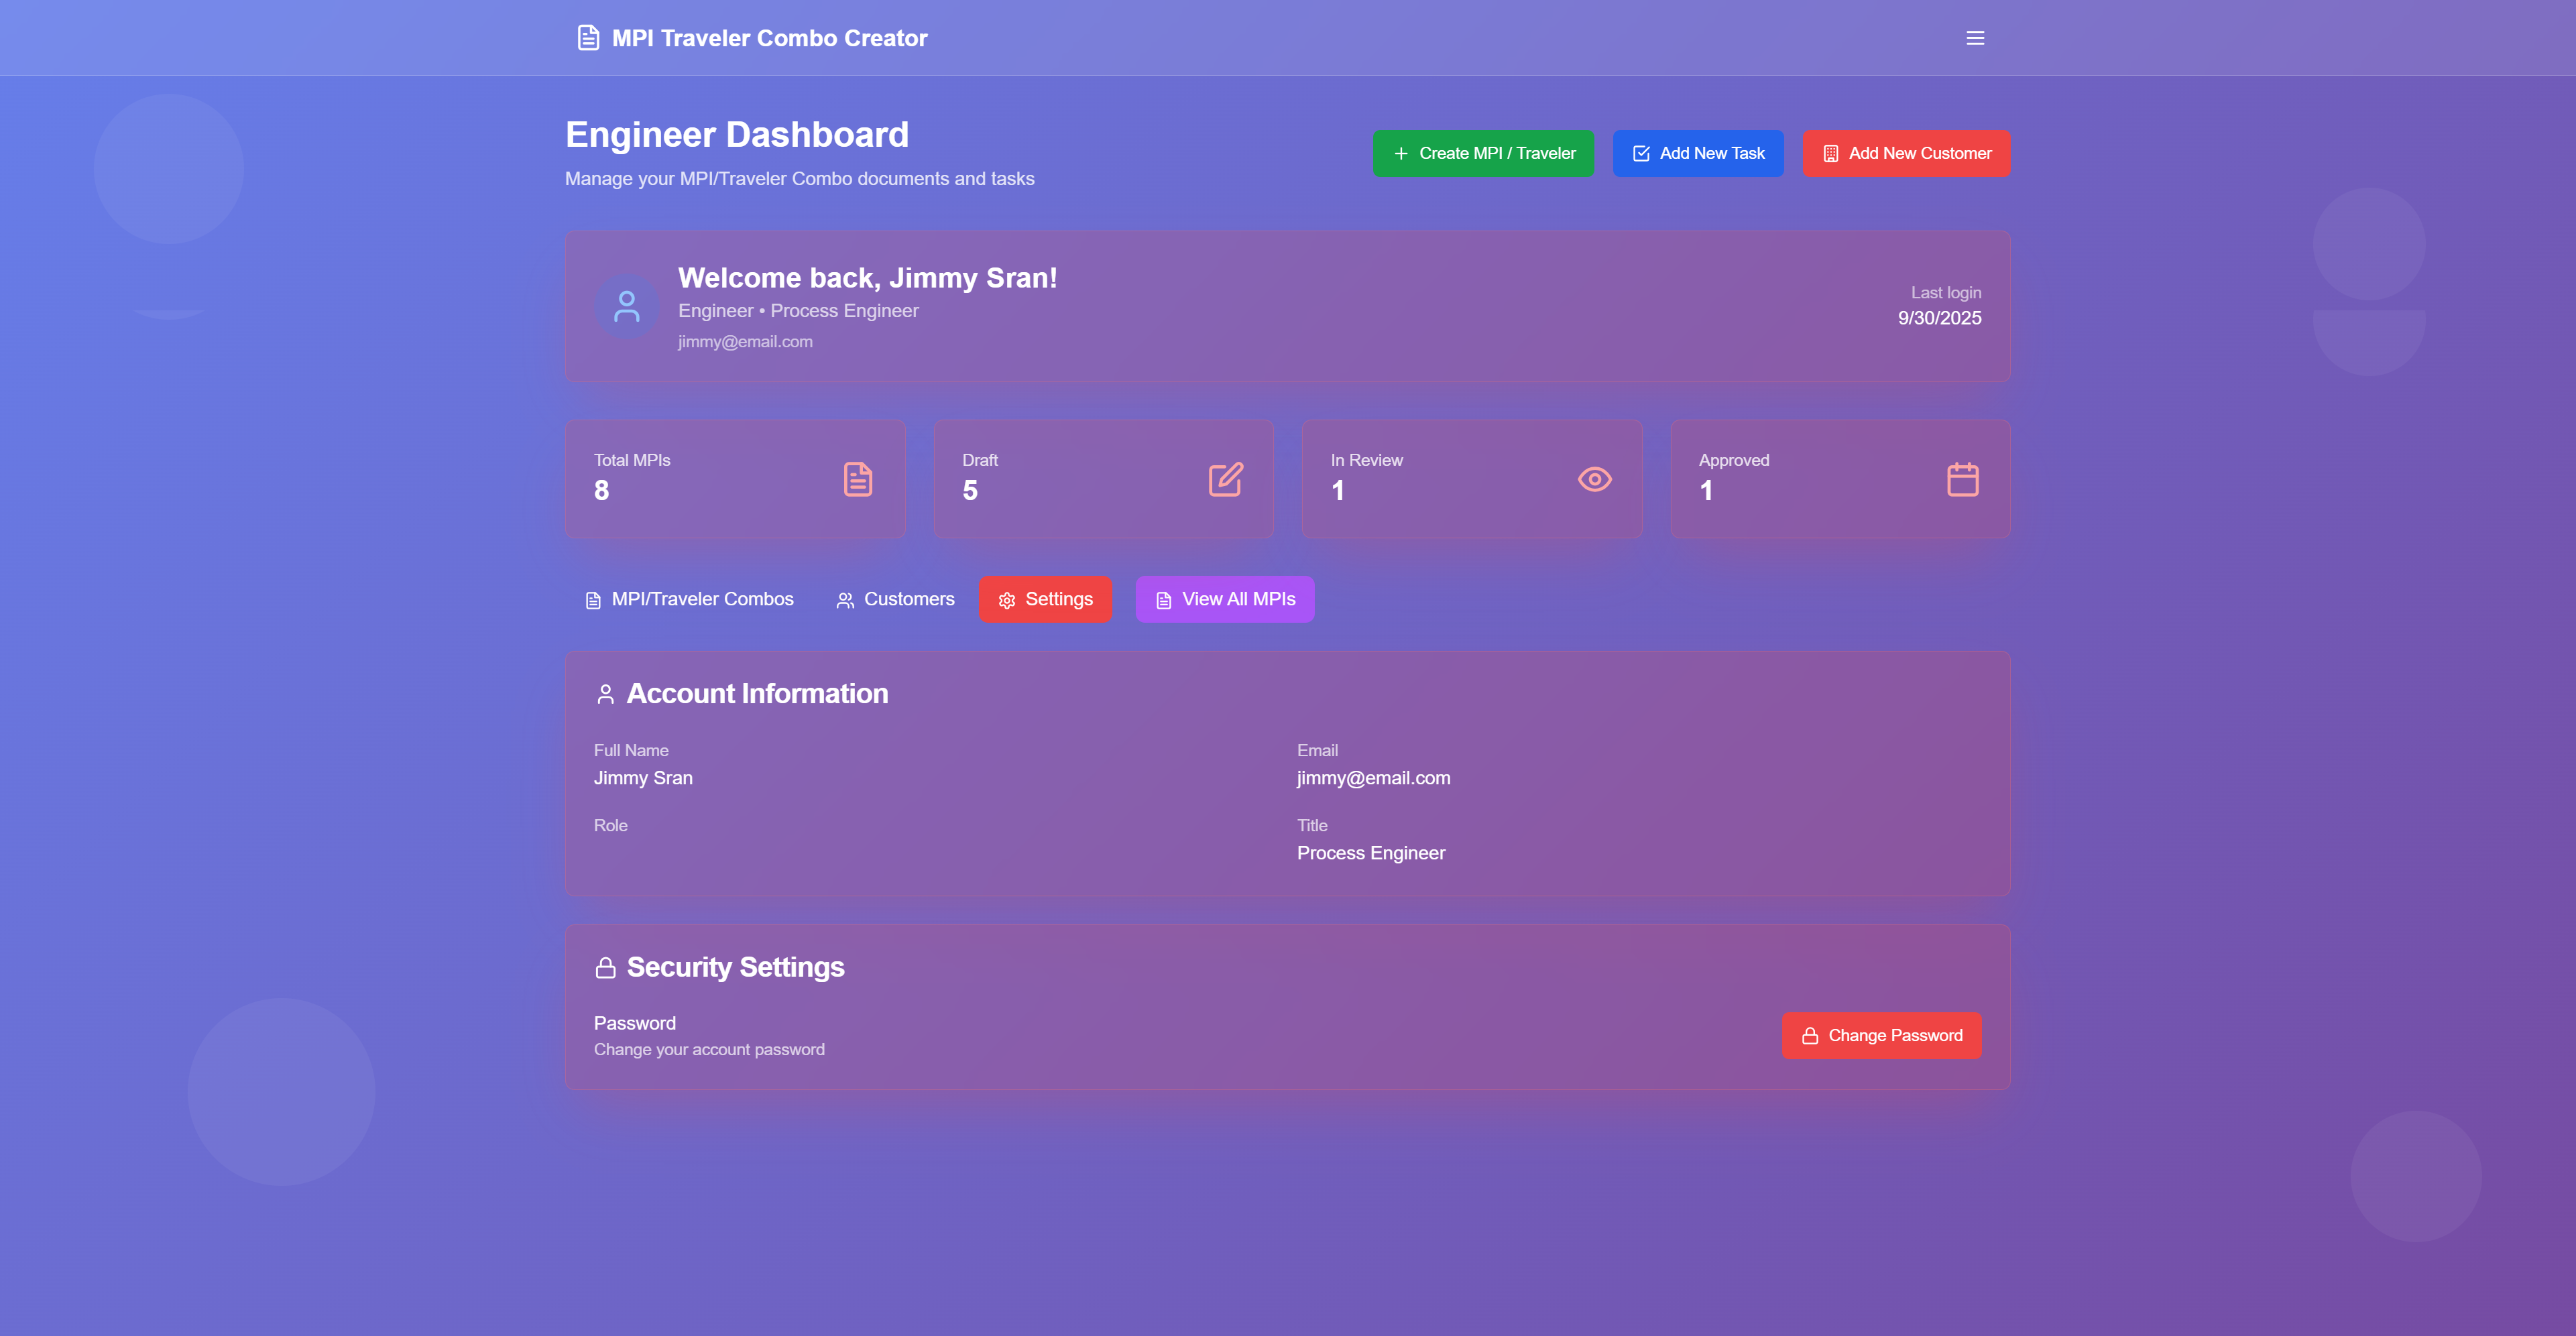 MPI Traveler Combo Creator
Engineer Dashboard
Manage your MPI/Traveler Combo documents and tasks
Create MPI / Traveler
Add New Task
Add New Customer
Welcome back, Jimmy Sran!
Engineer • Process Engineer
jimmy@email.com
Last login
9/30/2025
Total MPIs
8
Draft
5
In Review
1
Approved
1
MPI/Traveler Combos
Customers
Settings
View All MPIs
Account Information
Full Name
Jimmy Sran
Email
jimmy@email.com
Role
Title
Process Engineer
Security Settings
Password
Change your account password
Change Password